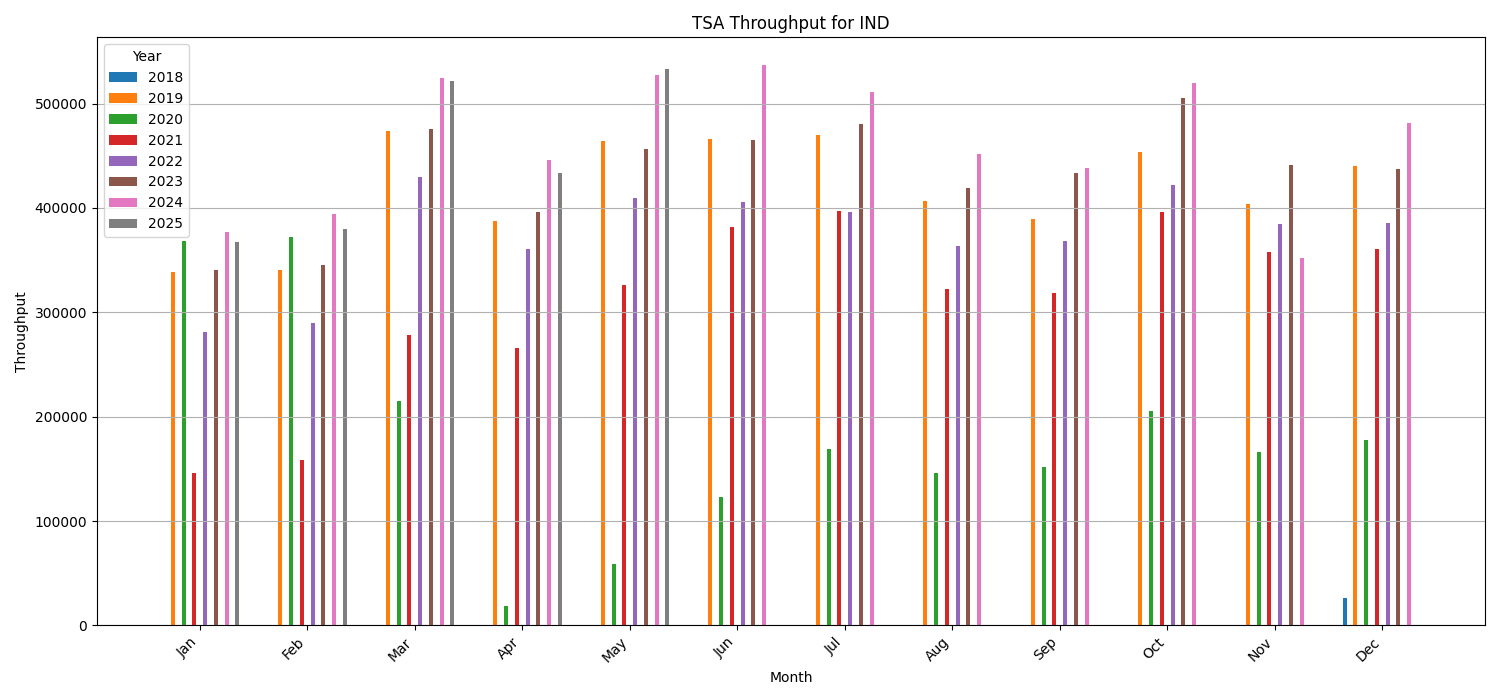 TSA Throughput for IND
Year
2018
2019
2020
2021
2022
2023
2024
2025
Throughput
500000
400000
300000
200000
100000
0
Jan
Feb
Mar
Apr
May
Jun
Jul
Aug
Sep
Oct
Nov
Dec
Month